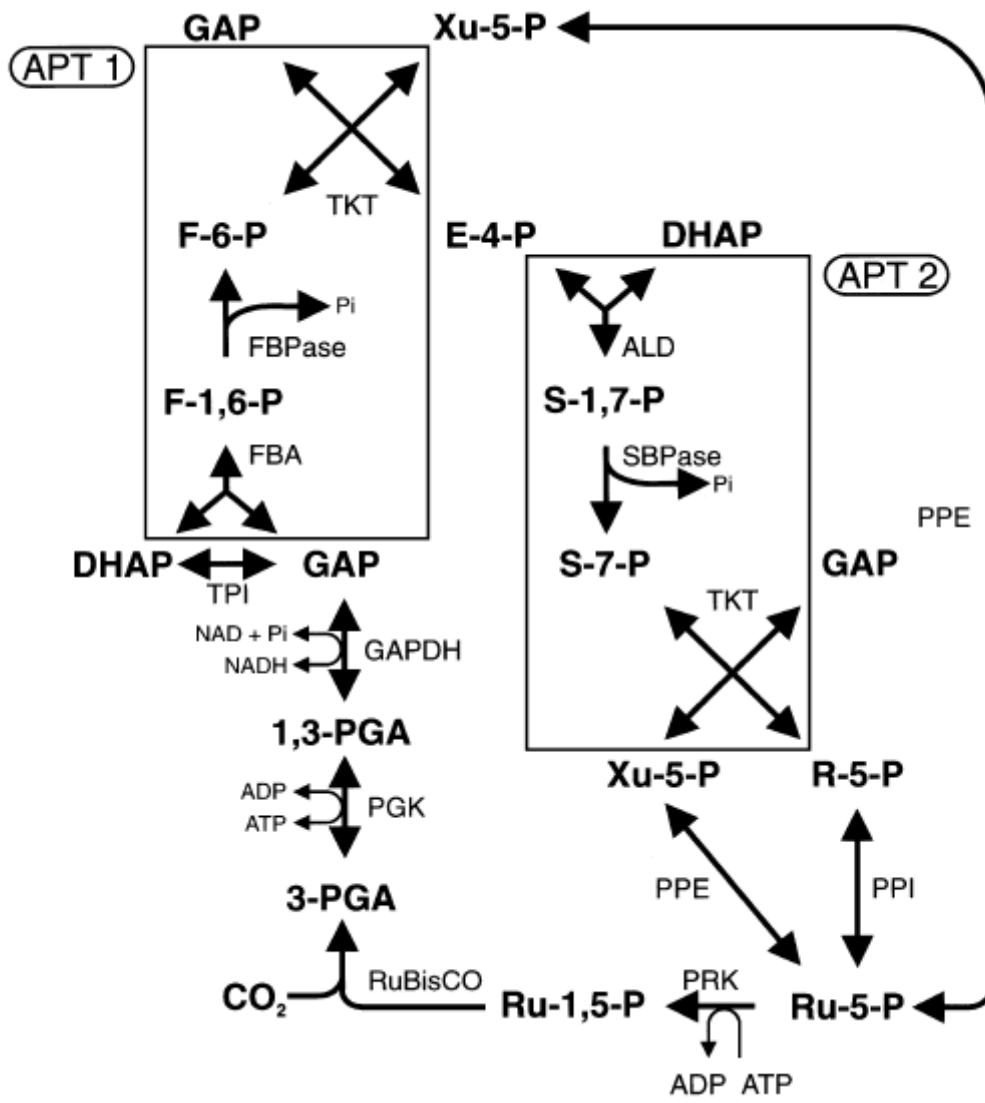 GAP Xu-5-P
APT 1
TKT
F-6-P E-4-P DHAP
APT 2
Pi
FBPase ALD
F-1,6-P S-1,7-P
FBA SBPase
Pi
PPE
DHAP GAP S-7-P GAP
TPI TKT
NAD + Pi
GAPDH
NADH
1,3-PGA Xu-5-P R-5-P
ADP
PGK
ATP
3-PGA PPE PPI
RuBisCO PRK
CO₂ Ru-1,5-P Ru-5-P
ADP ATP